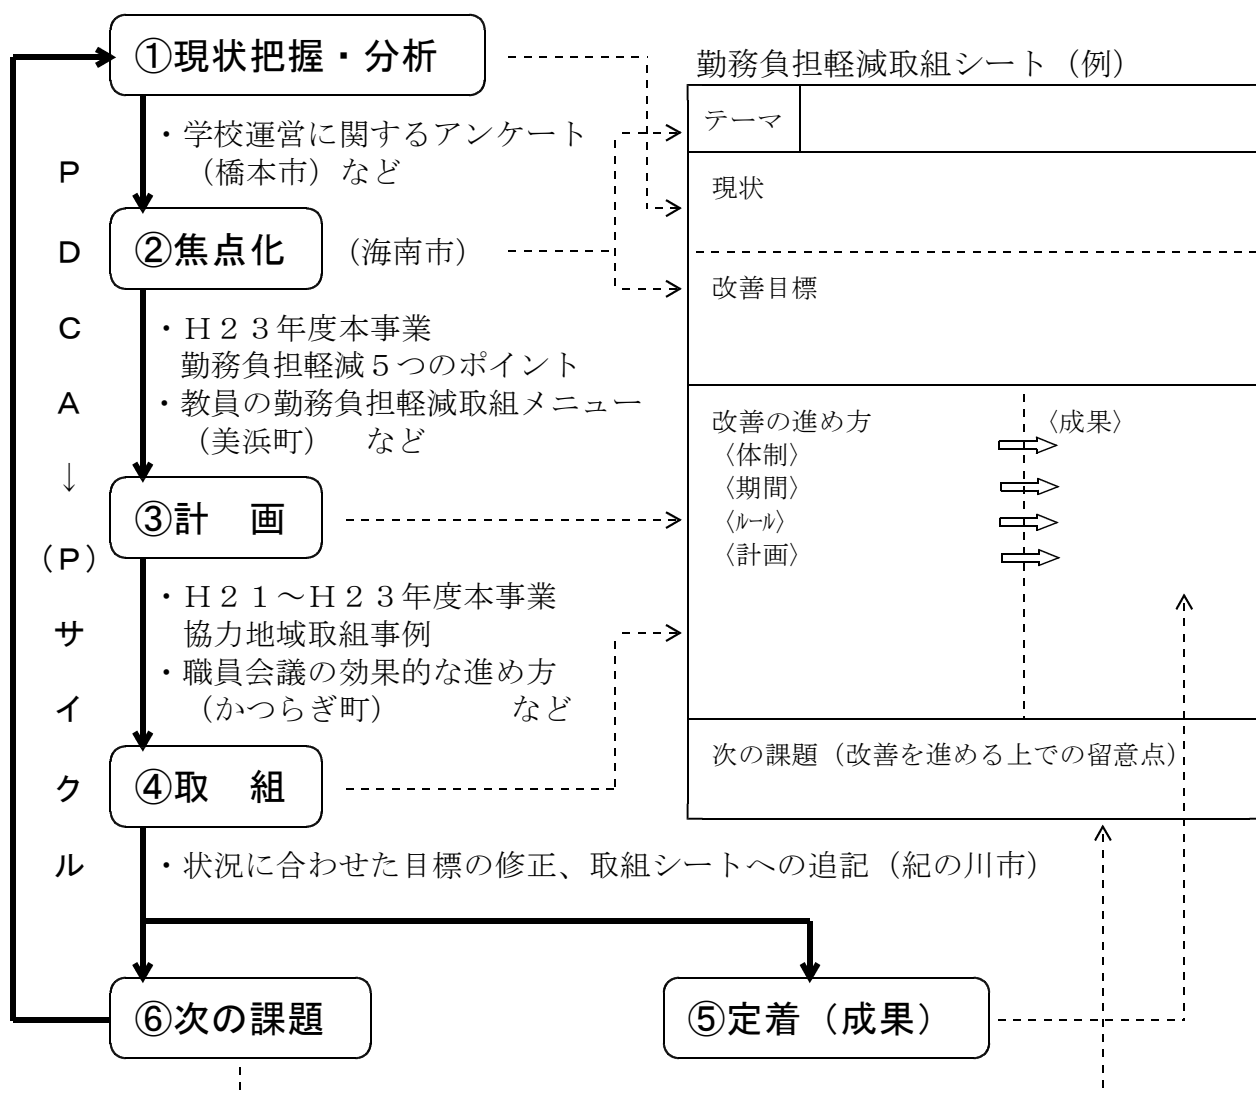 ①現状把握・分析
・学校運営に関するアンケート
（橋本市）など
②焦点化
（海南市）
・Ｈ２３年度本事業
勤務負担軽減５つのポイント
・教員の勤務負担軽減取組メニュー
（美浜町）　など
③計　画
・Ｈ２１～Ｈ２３年度本事業
協力地域取組事例
・職員会議の効果的な進め方
（かつらぎ町）　　　など
④取　組
・状況に合わせた目標の修正、取組シートへの追記（紀の川市）
⑥次の課題
⑤定着（成果）
Ｐ
Ｄ
Ｃ
Ａ
↓
（Ｐ）
サ
イ
ク
ル
勤務負担軽減取組シート（例）
テーマ
現状
改善目標
改善の進め方
〈成果〉
〈体制〉
〈期間〉
〈ﾙｰﾙ〉
〈計画〉
次の課題（改善を進める上での留意点）